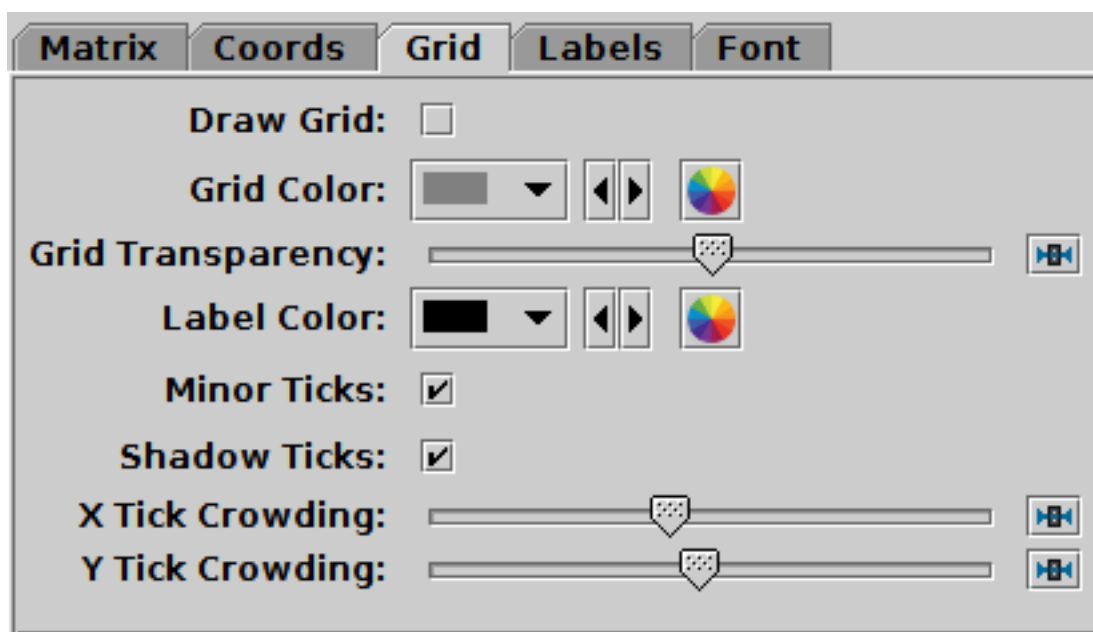 Matrix Coords Grid Labels Font
Draw Grid:
Grid Color:
Grid Transparency:
Label Color:
Minor Ticks:
Shadow Ticks:
X Tick Crowding:
Y Tick Crowding: